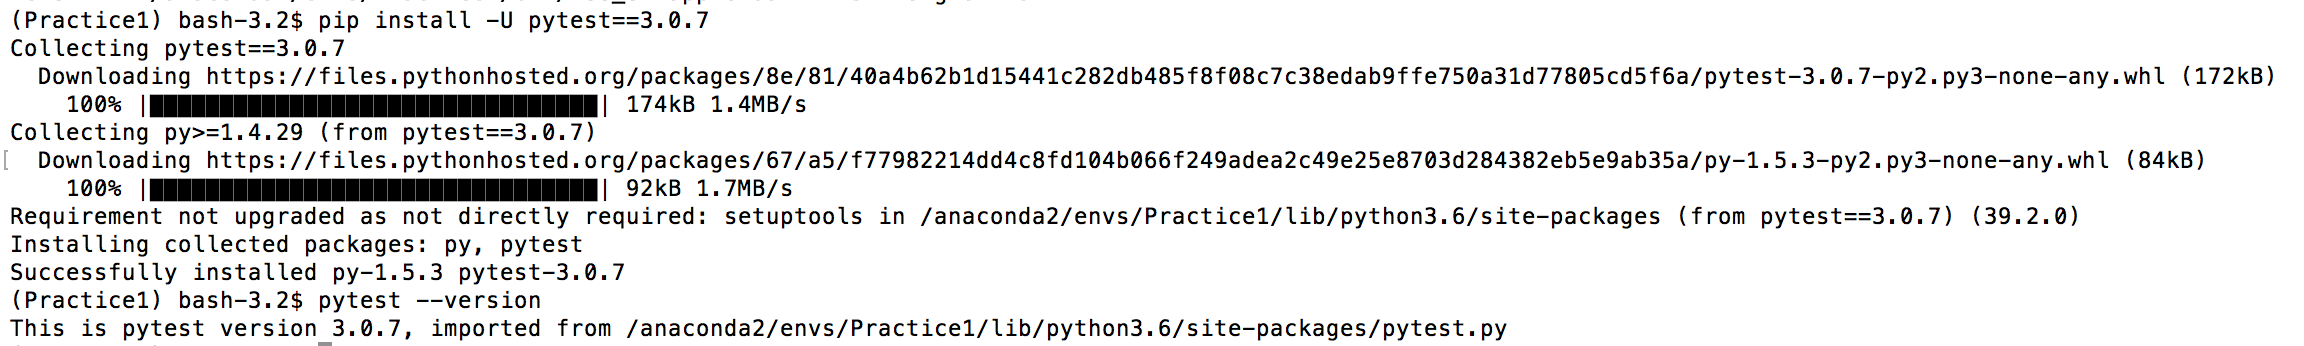 (Practice1) bash-3.2$ pip install -U pytest==3.0.7
Collecting pytest==3.0.7
  Downloading https://files.pythonhosted.org/packages/8e/81/40a4b62b1d15441c282db485f8f08c7c38edab9ffe750a31d77805cd5f6a/pytest-3.0.7-py2.py3-none-any.whl (172kB)
    100% |████████████████████████████████| 174kB 1.4MB/s
Collecting py>=1.4.29 (from pytest==3.0.7)
[  Downloading https://files.pythonhosted.org/packages/67/a5/f77982214dd4c8fd104b066f249adea2c49e25e8703d284382eb5e9ab35a/py-1.5.3-py2.py3-none-any.whl (84kB)
    100% |████████████████████████████████| 92kB 1.7MB/s
Requirement not upgraded as not directly required: setuptools in /anaconda2/envs/Practice1/lib/python3.6/site-packages (from pytest==3.0.7) (39.2.0)
Installing collected packages: py, pytest
Successfully installed py-1.5.3 pytest-3.0.7
(Practice1) bash-3.2$ pytest --version
This is pytest version 3.0.7, imported from /anaconda2/envs/Practice1/lib/python3.6/site-packages/pytest.py